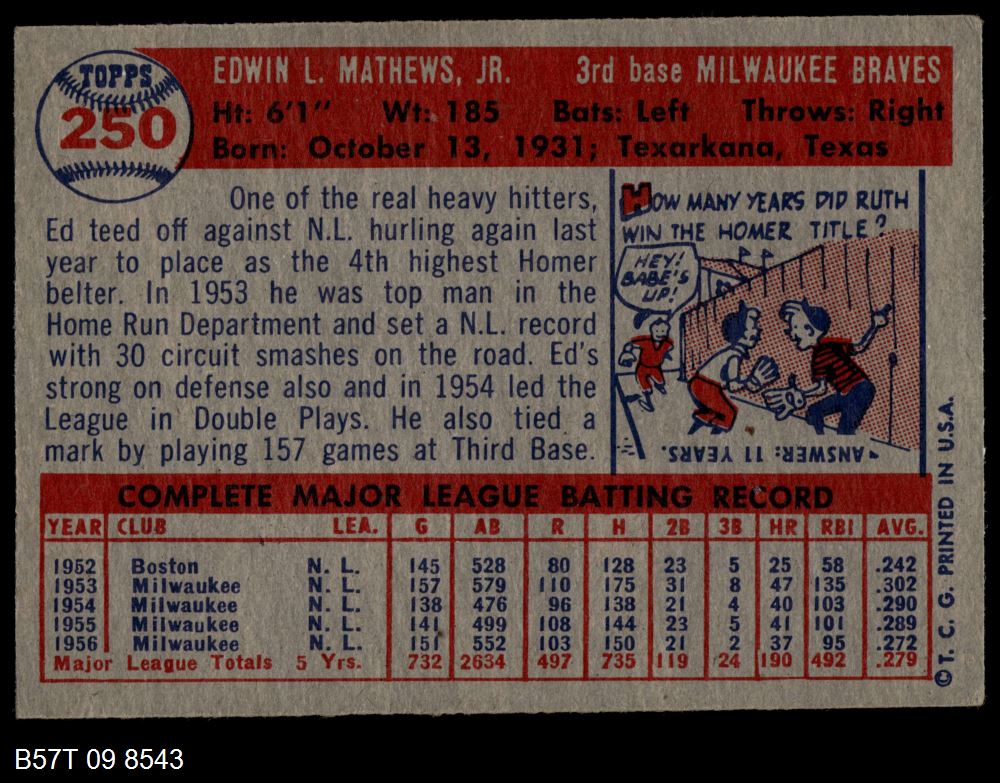 TOPPS
250
EDWIN L. MATHEWS, JR. 3rd base MILWAUKEE BRAVES
Ht: 6'1" Wt: 185 Bats: Left Throws: Right
Born: October 13, 1931; Texarkana, Texas
One of the real heavy hitters,
Ed teed off against N.L. hurling again last
year to place as the 4th highest Homer
belter. In 1953 he was top man in the
Home Run Department and set a N.L. record
with 30 circuit smashes on the road. Ed's
strong on defense also and in 1954 led the
League in Double Plays. He also tied a
mark by playing 157 games at Third Base.
HOW MANY YEARS DID RUTH
WIN THE HOMER TITLE?
HEY!
BABE'S
UP!
ANSWER: 11 YEARS.
COMPLETE MAJOR LEAGUE BATTING RECORD
YEAR CLUB LEA. G AB R H 2B 3B HR RBI AVG.
1952 Boston N. L. 145 528 80 128 23 5 25 58 .242
1953 Milwaukee N. L. 157 579 110 175 31 8 47 135 .302
1954 Milwaukee N. L. 138 476 96 138 21 4 40 103 .290
1955 Milwaukee N. L. 141 499 108 144 23 5 41 101 .289
1956 Milwaukee N. L. 151 552 103 150 21 2 37 95 .272
Major League Totals 5 Yrs. 732 2634 497 735 119 24 190 492 .279
© T. C. G. PRINTED IN U.S.A.
B57T 09 8543